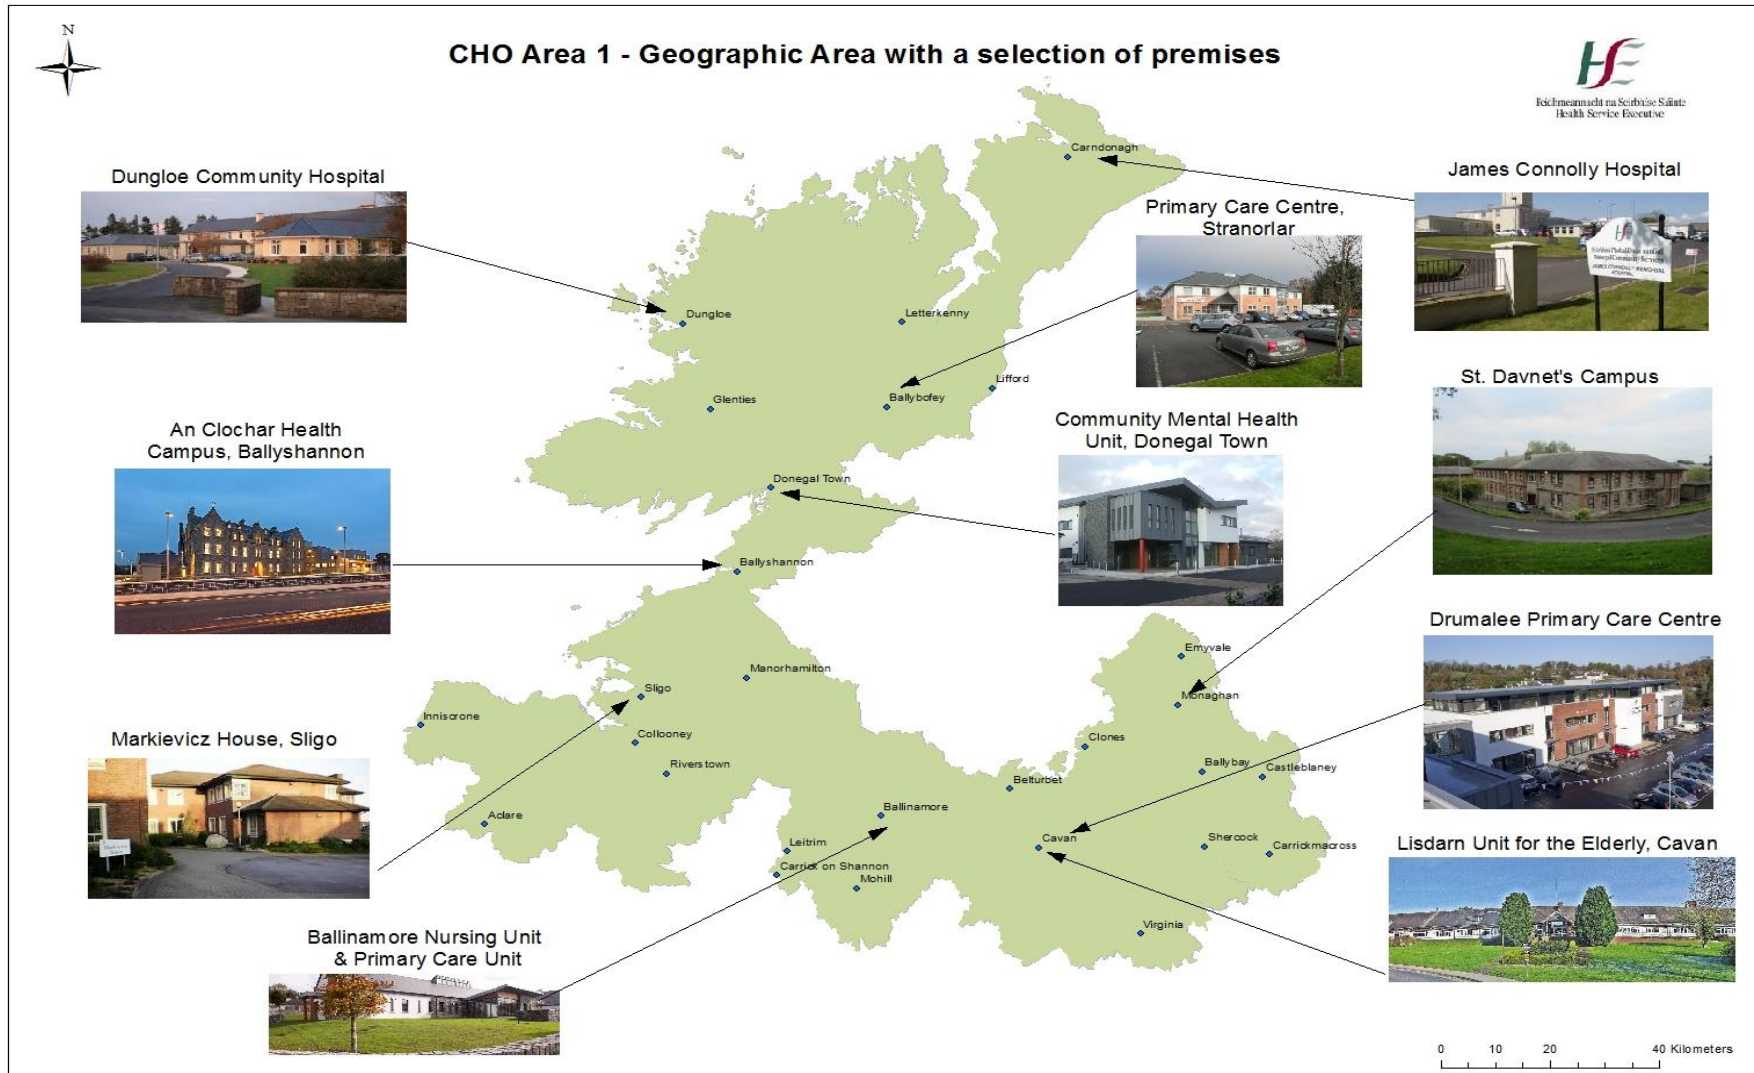 N
CHO Area 1 - Geographic Area with a selection of premises
Feidhmeannacht na Seirbhíse Sláinte
Health Service Executive
Dungloe Community Hospital
James Connolly Hospital
JAMES CONNOLLY MEMORIAL
HOSPITAL
Primary Care Centre,
Stranorlar
St. Davnet's Campus
An Clochar Health
Campus, Ballyshannon
Community Mental Health
Unit, Donegal Town
Drumalee Primary Care Centre
Markievicz House, Sligo
Lisdarn Unit for the Elderly, Cavan
Ballinamore Nursing Unit
& Primary Care Unit
Carndonagh
Dungloe
Letterkenny
Lifford
Glenties
Ballybofey
Donegal Town
Ballyshannon
Emyvale
Manorhamilton
Sligo
Monaghan
Inniscrone
Collooney
Clones
Riverstown
Ballybay
Castleblaney
Belturbet
Ballinamore
Aclare
Cavan
Shercock
Leitrim
Carrickmacross
Carrick on Shannon
Mohill
Virginia
0 10 20 40 Kilometers